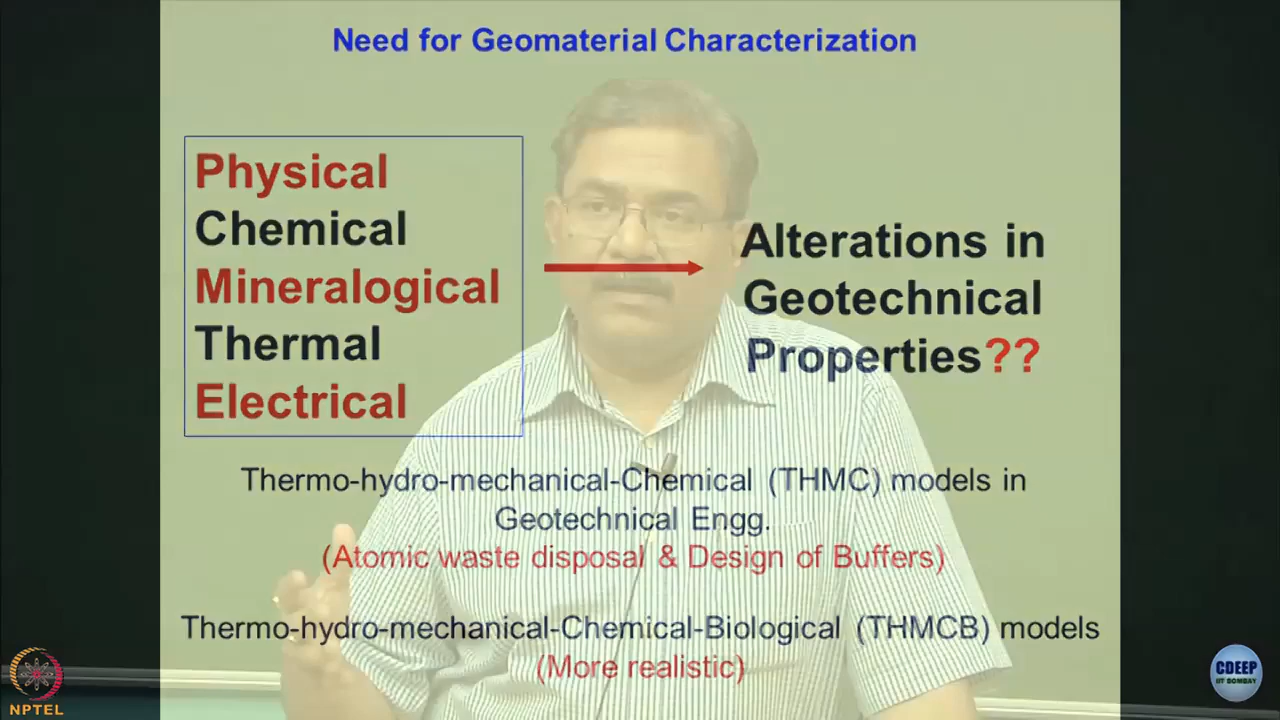 Need for Geomaterial Characterization
Physical
Chemical
Mineralogical
Thermal
Electrical
Alterations in
Geotechnical
Properties??
Thermo-hydro-mechanical-Chemical (THMC) models in
Geotechnical Engg.
(Atomic waste disposal & Design of Buffers)
Thermo-hydro-mechanical-Chemical-Biological (THMCB) models
(More realistic)
NPTEL
CDEEP
IIT BOMBAY